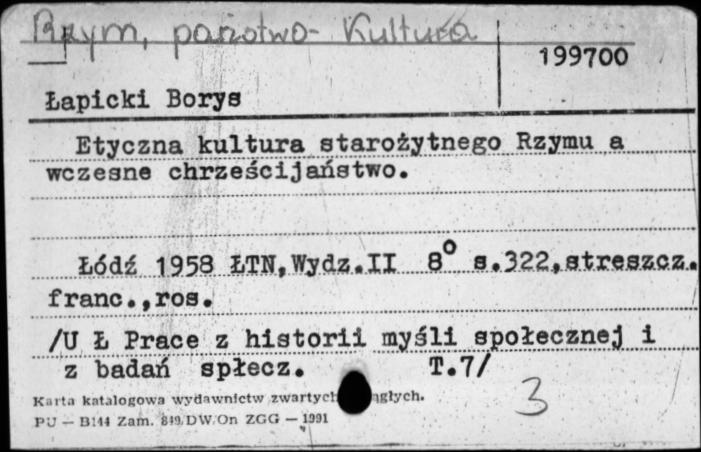 Rzym, państwo - Kultura
199700
Łapicki Borys
Etyczna kultura starożytnego Rzymu a
wczesne chrześcijaństwo.
Łódź 1958 ŁTN,Wydz.II 8° s.322,streszcz.
franc.,ros.
/U Ł Prace z historii myśli społecznej i
z badań spłecz. T.7/
3
Karta katalogowa wydawnictw zwartych
PU — B144 Zam. 849/DW/On ZGG — 1991